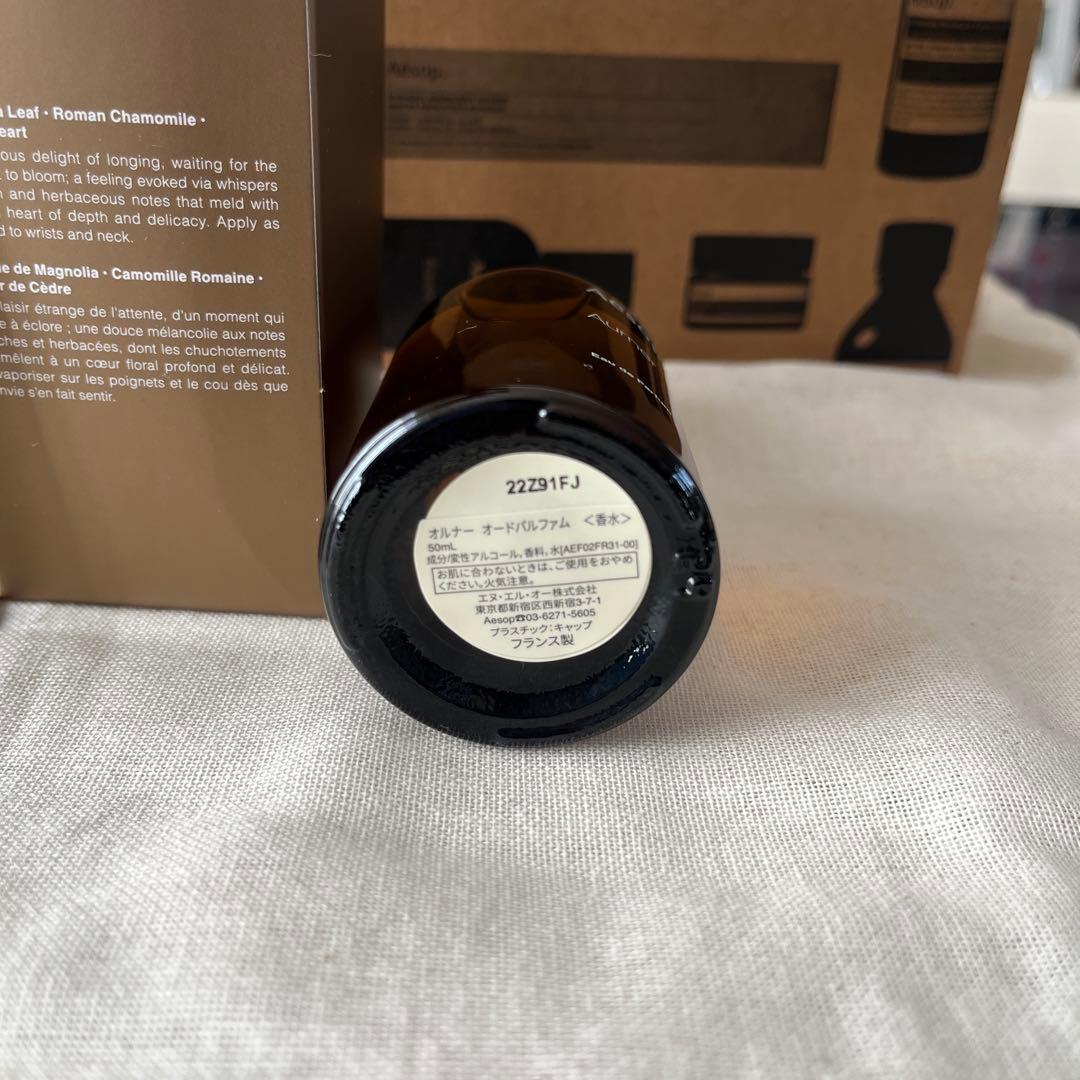 Leaf · Roman Chamomile ·
ous delight of longing, waiting for the
to bloom; a feeling evoked via whispers
and herbaceous notes that meld with
heart of depth and delicacy. Apply as
to wrists and neck.
de Magnolia · Camomille Romaine ·
de Cèdre
laisir étrange de l'attente, d'un moment qui
e à éclore ; une douce mélancolie aux notes
ches et herbacées, dont les chuchotements
mêlent à un cœur floral profond et délicat.
vaporiser sur les poignets et le cou dès que
envie s'en fait sentir.
Aesop.
Eau de
22Z91FJ
オルナー オードパルファム <香水>
50mL
成分/変性アルコール, 香料, 水[AEF02FR31-00]
お肌に合わないときは、ご使用をおやめ
ください。火気注意。
エヌ・エル・オー株式会社
東京都新宿区西新宿3-7-1
Aesop☎03-6271-5605
プラスチック:キャップ
フランス製